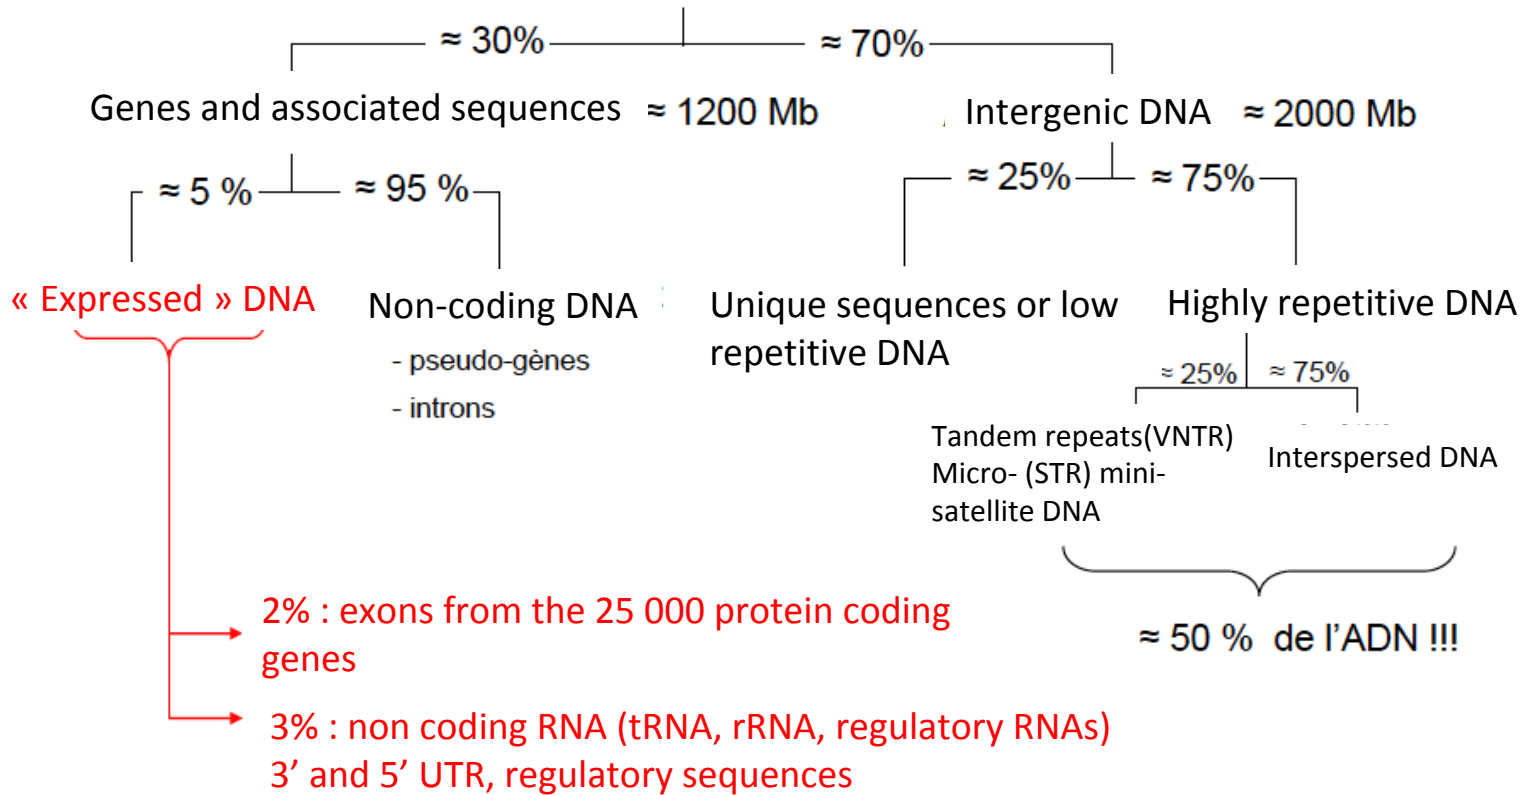 ≈ 30%
≈ 70%
Genes and associated sequences ≈ 1200 Mb
Intergenic DNA ≈ 2000 Mb
≈ 5 %
≈ 95 %
≈ 25%
≈ 75%
« Expressed » DNA
Non-coding DNA
- pseudo-gènes
- introns
Unique sequences or low
repetitive DNA
Highly repetitive DNA
≈ 25%
≈ 75%
Tandem repeats(VNTR)
Micro- (STR) mini-
satellite DNA
Interspersed DNA
≈ 50 % de l'ADN !!!
2% : exons from the 25 000 protein coding
genes
3% : non coding RNA (tRNA, rRNA, regulatory RNAs)
3’ and 5’ UTR, regulatory sequences